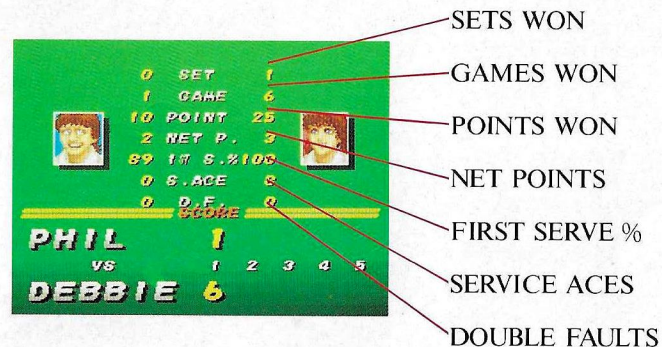 SETS WON
GAMES WON
POINTS WON
NET POINTS
FIRST SERVE %
SERVICE ACES
DOUBLE FAULTS
0 SET 1
1 GAME 6
10 POINT 25
2 NET P. 3
89 1st S.% 100
0 S.ACE 0
0 D.F. 0
SCORE
PHIL 1
VS 1 2 3 4 5
DEBBIE 6